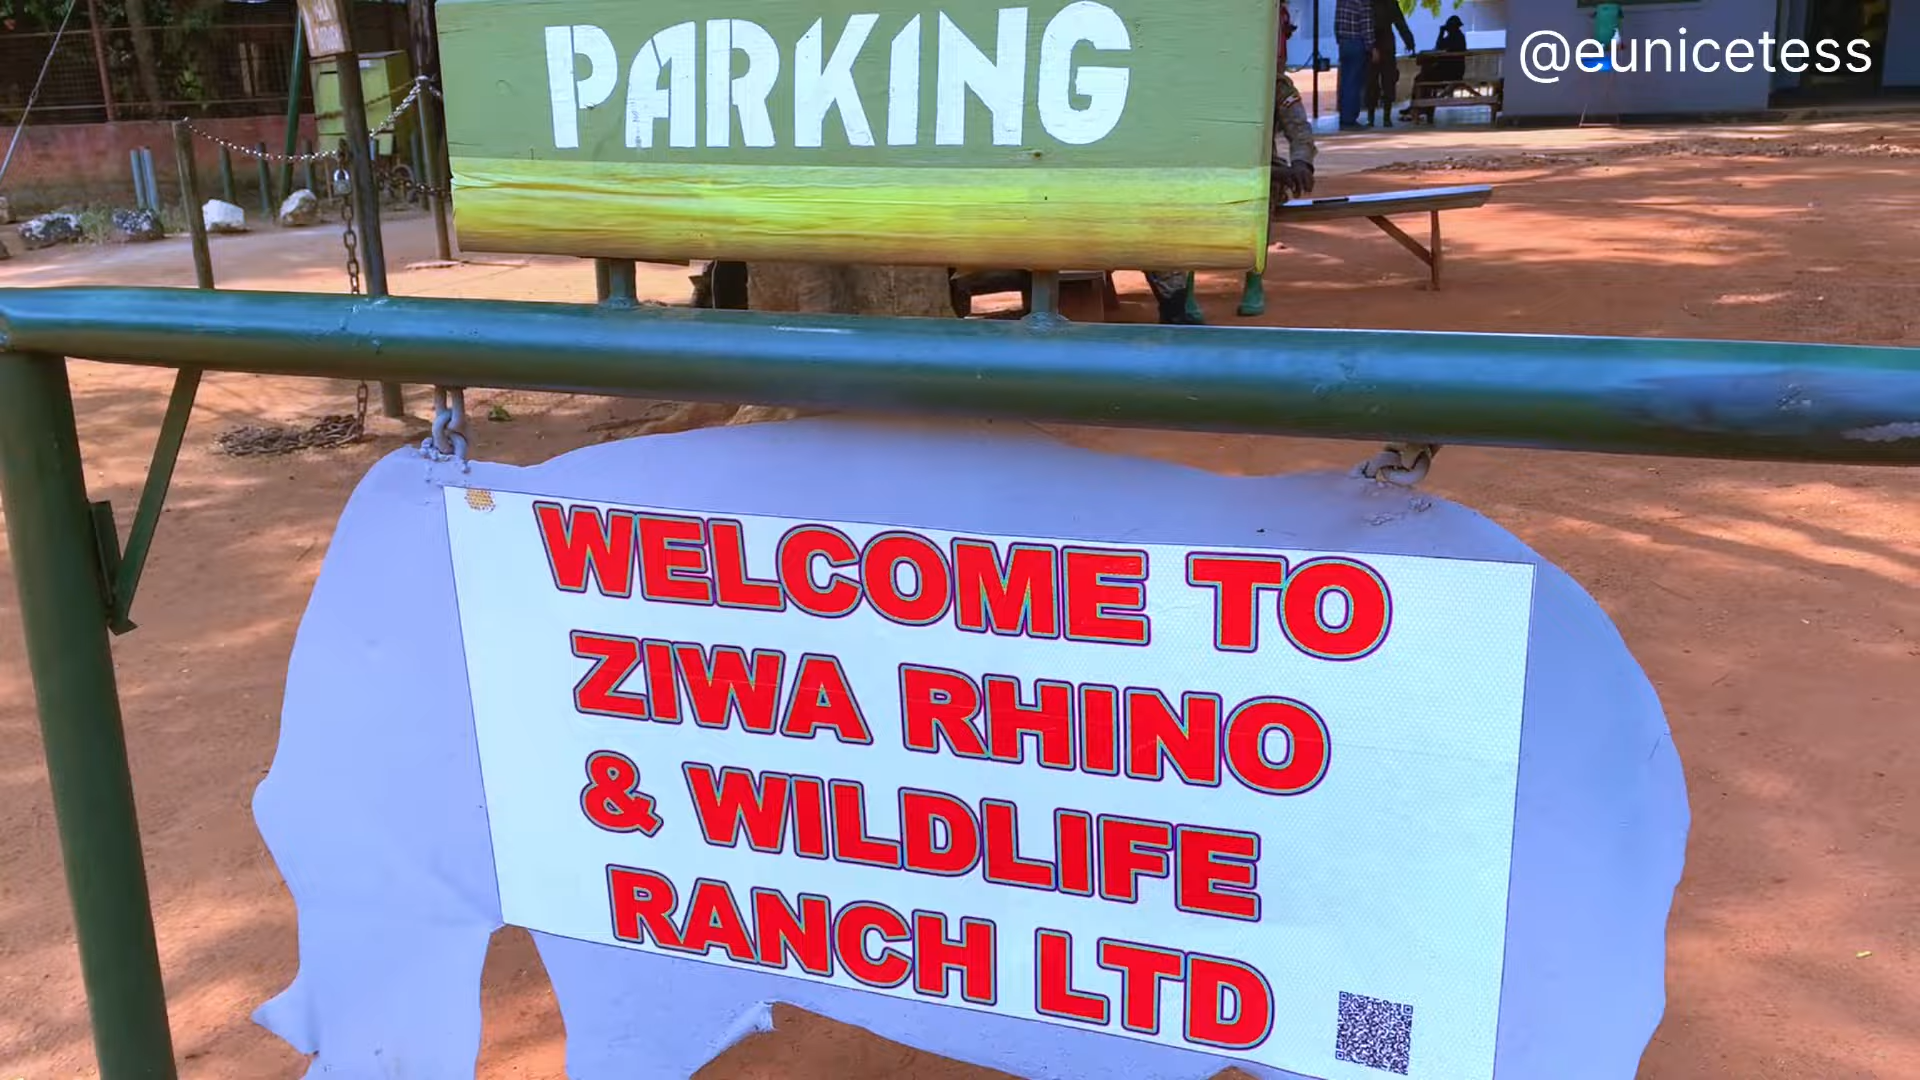 PARKING
@eunicetess
WELCOME TO
ZIWA RHINO
& WILDLIFE
RANCH LTD